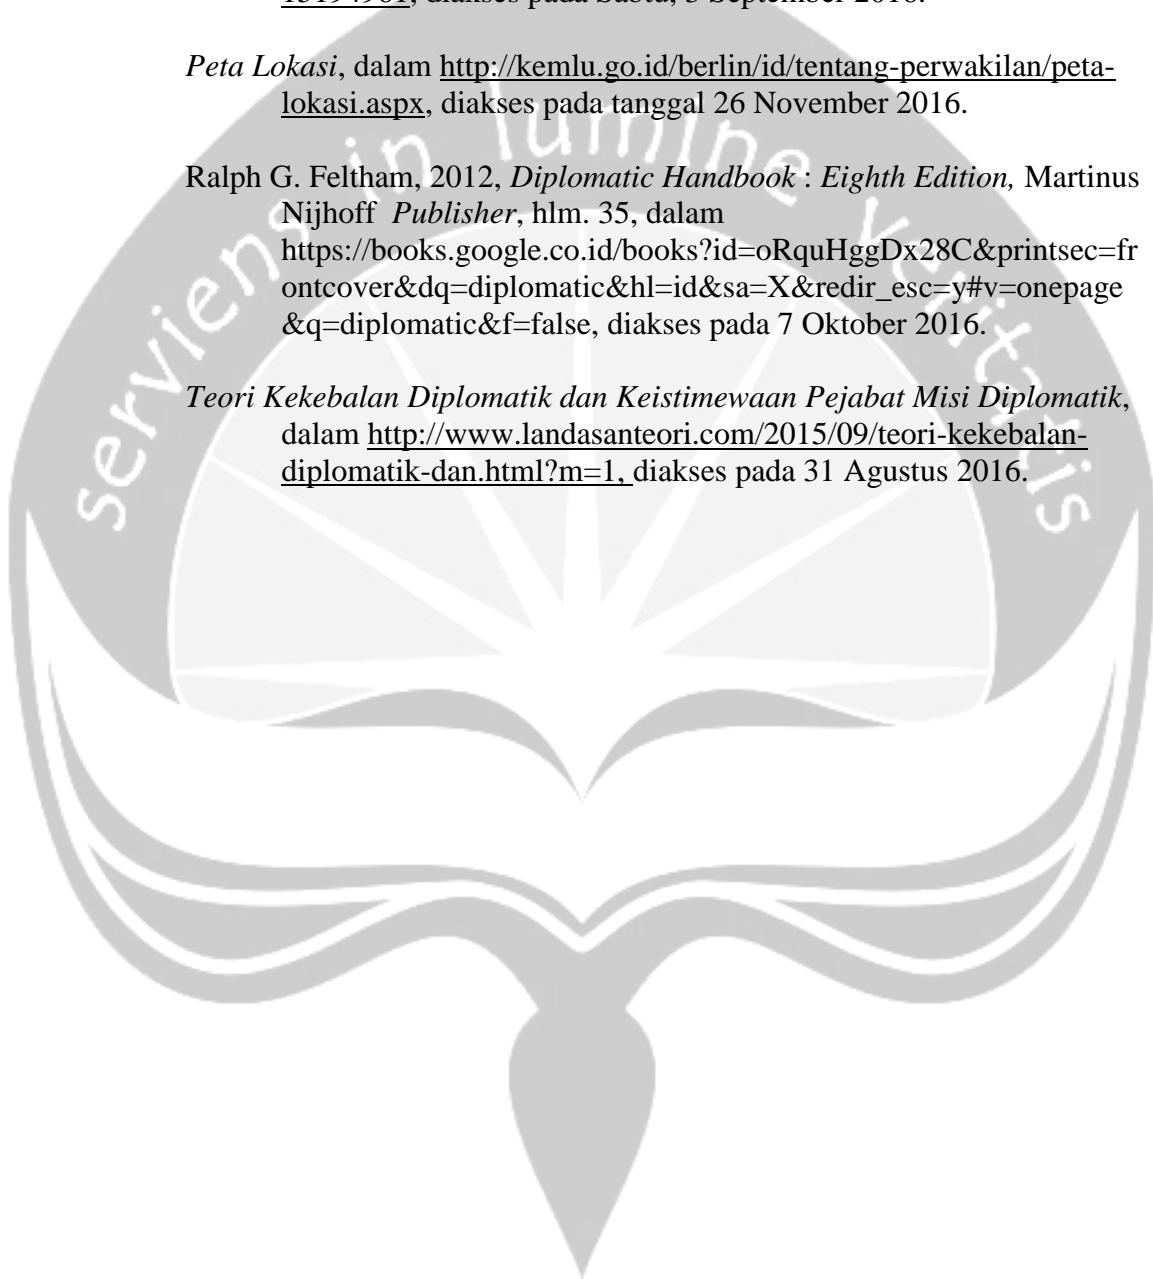 Peta Lokasi, dalam http://kemlu.go.id/berlin/id/tentang-perwakilan/peta-
lokasi.aspx, diakses pada tanggal 26 November 2016.
Ralph G. Feltham, 2012, Diplomatic Handbook : Eighth Edition, Martinus
Nijhoff Publisher, hlm. 35, dalam
https://books.google.co.id/books?id=oRquHggDx28C&printsec=fr
ontcover&dq=diplomatic&hl=id&sa=X&redir_esc=y#v=onepage
&q=diplomatic&f=false, diakses pada 7 Oktober 2016.
Teori Kekebalan Diplomatik dan Keistimewaan Pejabat Misi Diplomatik,
dalam http://www.landasanteori.com/2015/09/teori-kekebalan-
diplomatik-dan.html?m=1, diakses pada 31 Agustus 2016.
serviens in lumine veritatis